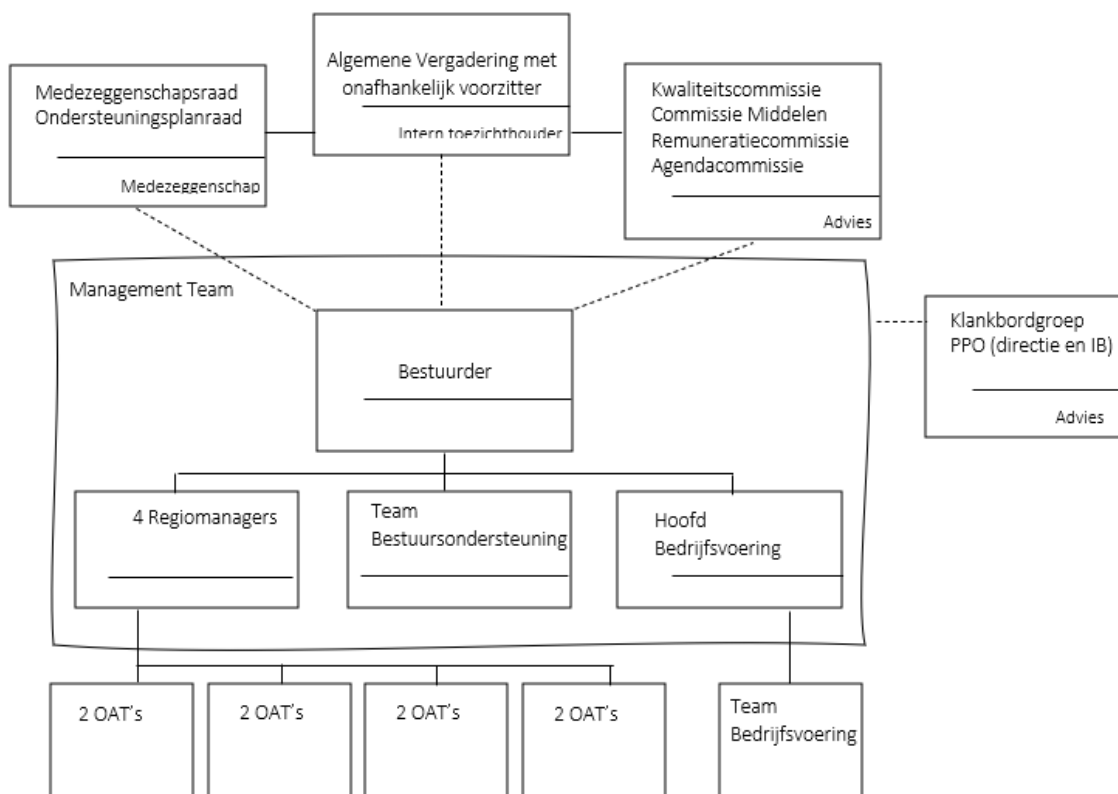 Algemene Vergadering met
onafhankelijk voorzitter
Intern toezichthouder
Medezeggenschapsraad
Ondersteuningsplanraad
Medezeggenschap
Kwaliteitscommissie
Commissie Middelen
Remuneratiecommissie
Agendacommissie
Advies
Management Team
Klankbordgroep
PPO (directie en IB)
Advies
Bestuurder
4 Regiomanagers
Team
Bestuursondersteuning
Hoofd
Bedrijfsvoering
2 OAT’s
2 OAT’s
2 OAT’s
2 OAT’s
Team
Bedrijfsvoering